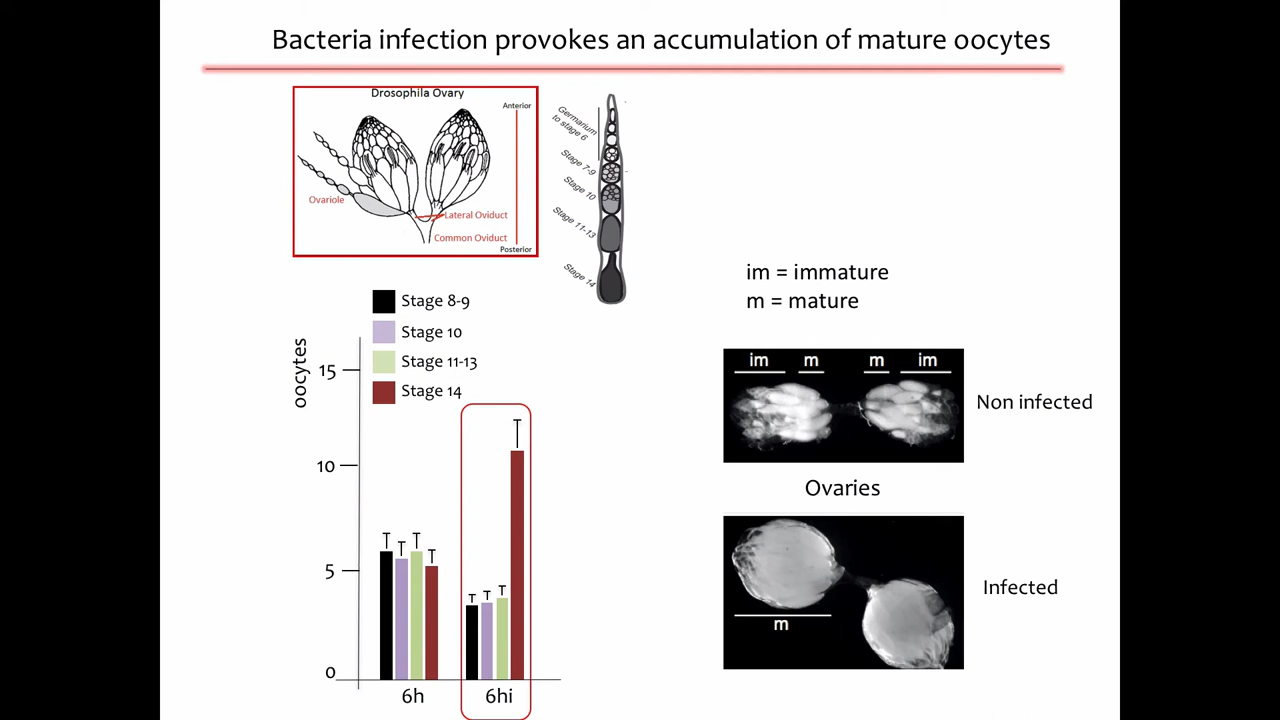 Bacteria infection provokes an accumulation of mature oocytes
Drosophila Ovary
Anterior
Ovariole
Lateral Oviduct
Common Oviduct
Posterior
Germarium
to stage 6
Stage 7-9
Stage 10
Stage 11-13
Stage 14
im = immature
m = mature
Stage 8-9
Stage 10
Stage 11-13
Stage 14
oocytes
15
10
5
0
6h
6hi
im
m
m
im
Non infected
Ovaries
m
Infected